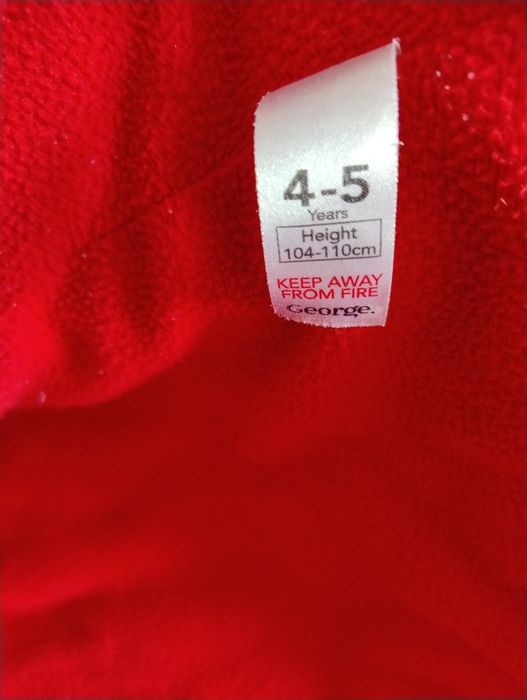 4-5
Years
Height
104-110cm
KEEP AWAY
FROM FIRE
George.